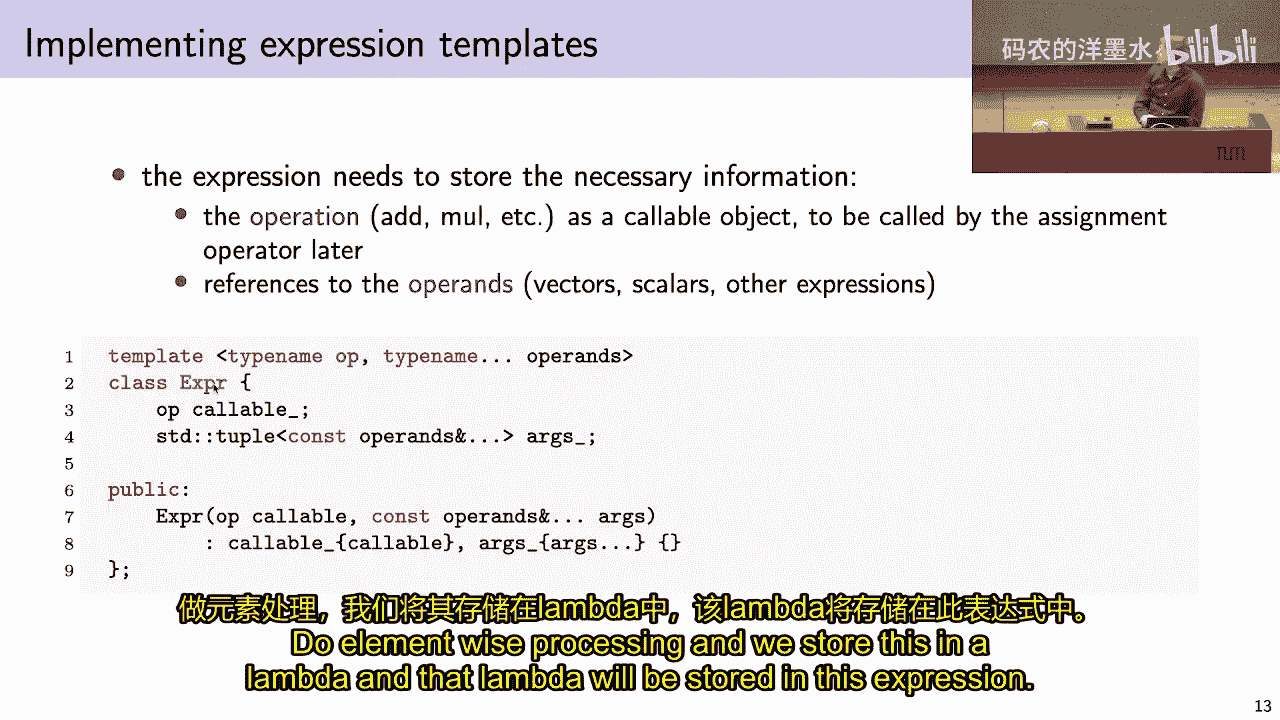 Implementing expression templates
码农的洋墨水 bilibili
TUM
• the expression needs to store the necessary information:
• the operation (add, mul, etc.) as a callable object, to be called by the assignment
operator later
• references to the operands (vectors, scalars, other expressions)
1 template <typename op, typename... operands>
2 class Expr {
3 op callable_;
4 std::tuple<const operands&...> args_;
5
6 public:
7 Expr(op callable, const operands&... args)
8 : callable_{callable}, args_{args...} {}
9 };
做元素处理，我们将其存储在lambda中，该lambda将存储在此表达式中。
Do element wise processing and we store this in a
lambda and that lambda will be stored in this expression.
13